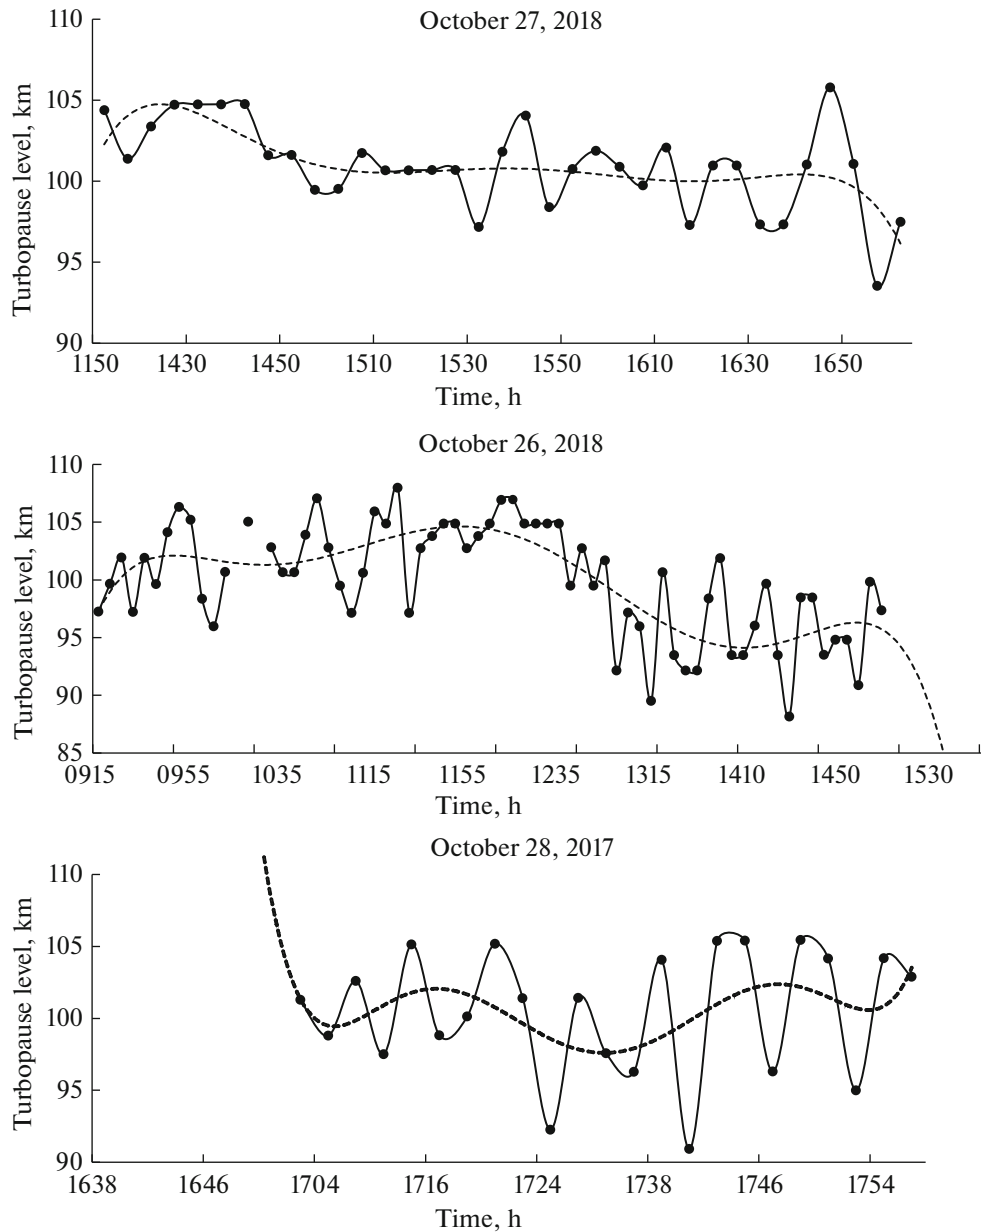 October 27, 2018
110
105
100
95
90
Turbopause level, km
1150 1430 1450 1510 1530 1550 1610 1630 1650
Time, h
October 26, 2018
110
105
100
95
90
85
Turbopause level, km
0915 0955 1035 1115 1155 1235 1315 1410 1450 1530
Time, h
October 28, 2017
110
105
100
95
90
Turbopause level, km
1638 1646 1704 1716 1724 1738 1746 1754
Time, h